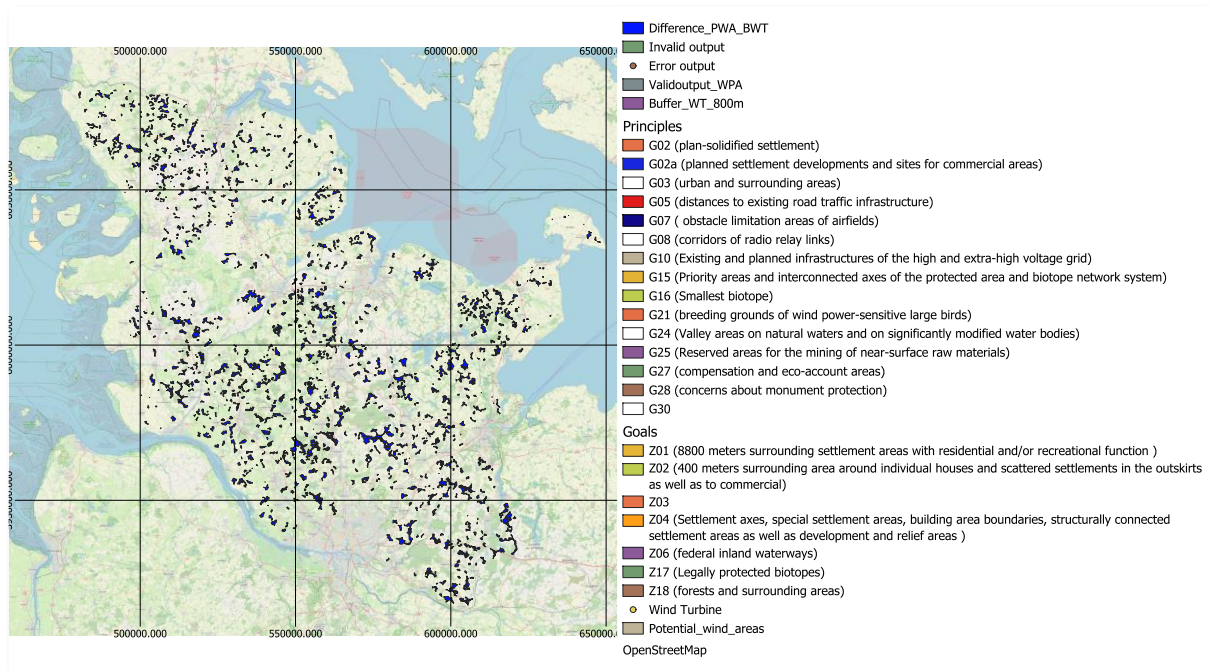 Difference_PWA_BWT
Invalid output
Error output
Validoutput_WPA
Buffer_WT_800m
Principles
G02 (plan-solidified settlement)
G02a (planned settlement developments and sites for commercial areas)
G03 (urban and surrounding areas)
G05 (distances to existing road traffic infrastructure)
G07 ( obstacle limitation areas of airfields)
G08 (corridors of radio relay links)
G10 (Existing and planned infrastructures of the high and extra-high voltage grid)
G15 (Priority areas and interconnected axes of the protected area and biotope network system)
G16 (Smallest biotope)
G21 (breeding grounds of wind power-sensitive large birds)
G24 (Valley areas on natural waters and on significantly modified water bodies)
G25 (Reserved areas for the mining of near-surface raw materials)
G27 (compensation and eco-account areas)
G28 (concerns about monument protection)
G30
Goals
Z01 (8800 meters surrounding settlement areas with residential and/or recreational function )
Z02 (400 meters surrounding area around individual houses and scattered settlements in the outskirts
as well as to commercial)
Z03
Z04 (Settlement axes, special settlement areas, building area boundaries, structurally connected
settlement areas as well as development and relief areas )
Z06 (federal inland waterways)
Z17 (Legally protected biotopes)
Z18 (forests and surrounding areas)
Wind Turbine
Potential_wind_areas
OpenStreetMap
500000.000 550000.000 600000.000 650000.
500000.000 550000.000 600000.000 650000.